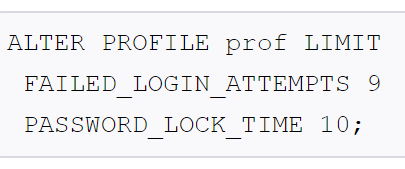 ALTER PROFILE prof LIMIT
FAILED_LOGIN_ATTEMPTS 9
PASSWORD_LOCK_TIME 10;